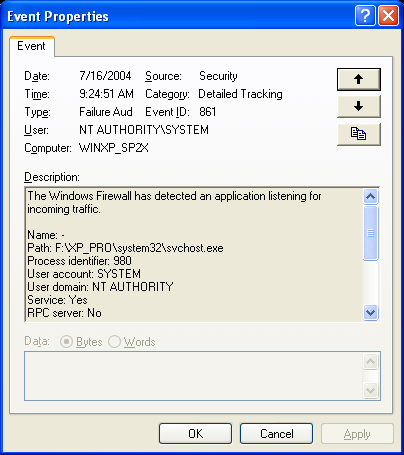 Event Properties
Event
Date: 7/16/2004 Source: Security
Time: 9:24:51 AM Category: Detailed Tracking
Type: Failure Aud Event ID: 861
User: NT AUTHORITY\SYSTEM
Computer: WINXP_SP2X
Description:
The Windows Firewall has detected an application listening for
incoming traffic.
Name: -
Path: F:\XP_PRO\system32\svchost.exe
Process identifier: 980
User account: SYSTEM
User domain: NT AUTHORITY
Service: Yes
RPC server: No
Data: Bytes Words
OK Cancel Apply